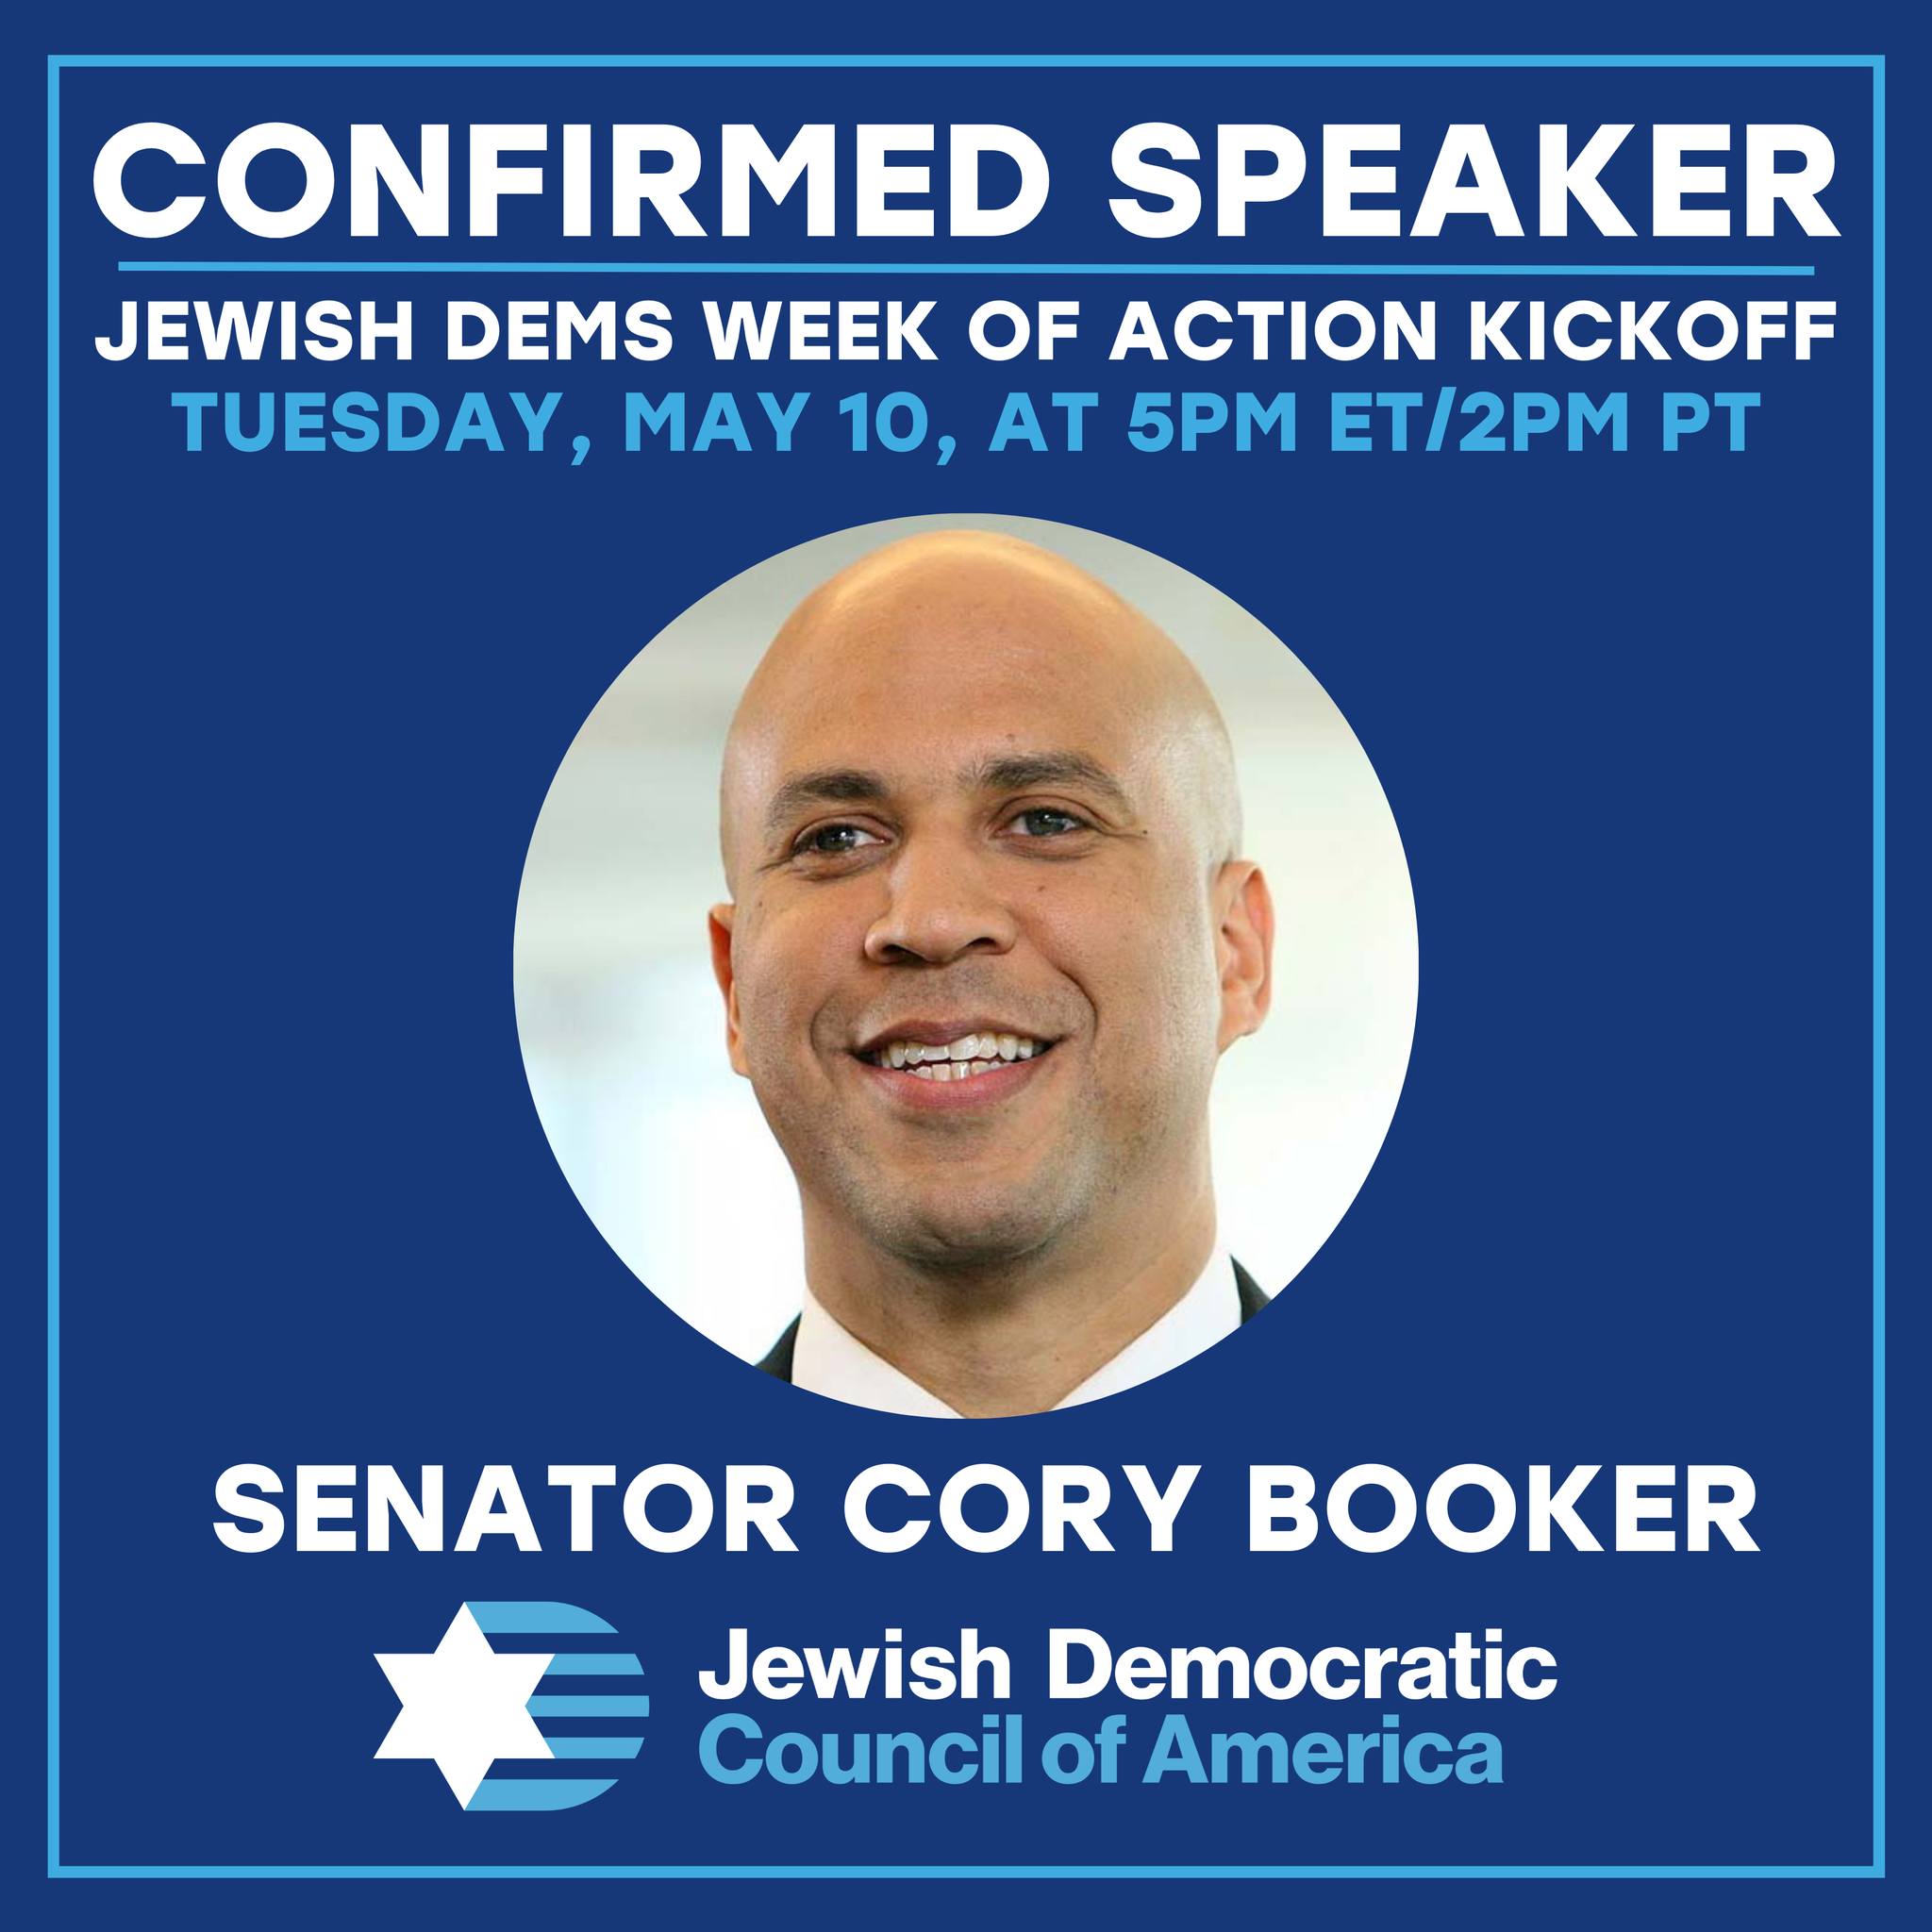 CONFIRMED SPEAKER
JEWISH DEMS WEEK OF ACTION KICKOFF
TUESDAY, MAY 10, AT 5PM ET/2PM PT
SENATOR CORY BOOKER
Jewish Democratic
Council of America